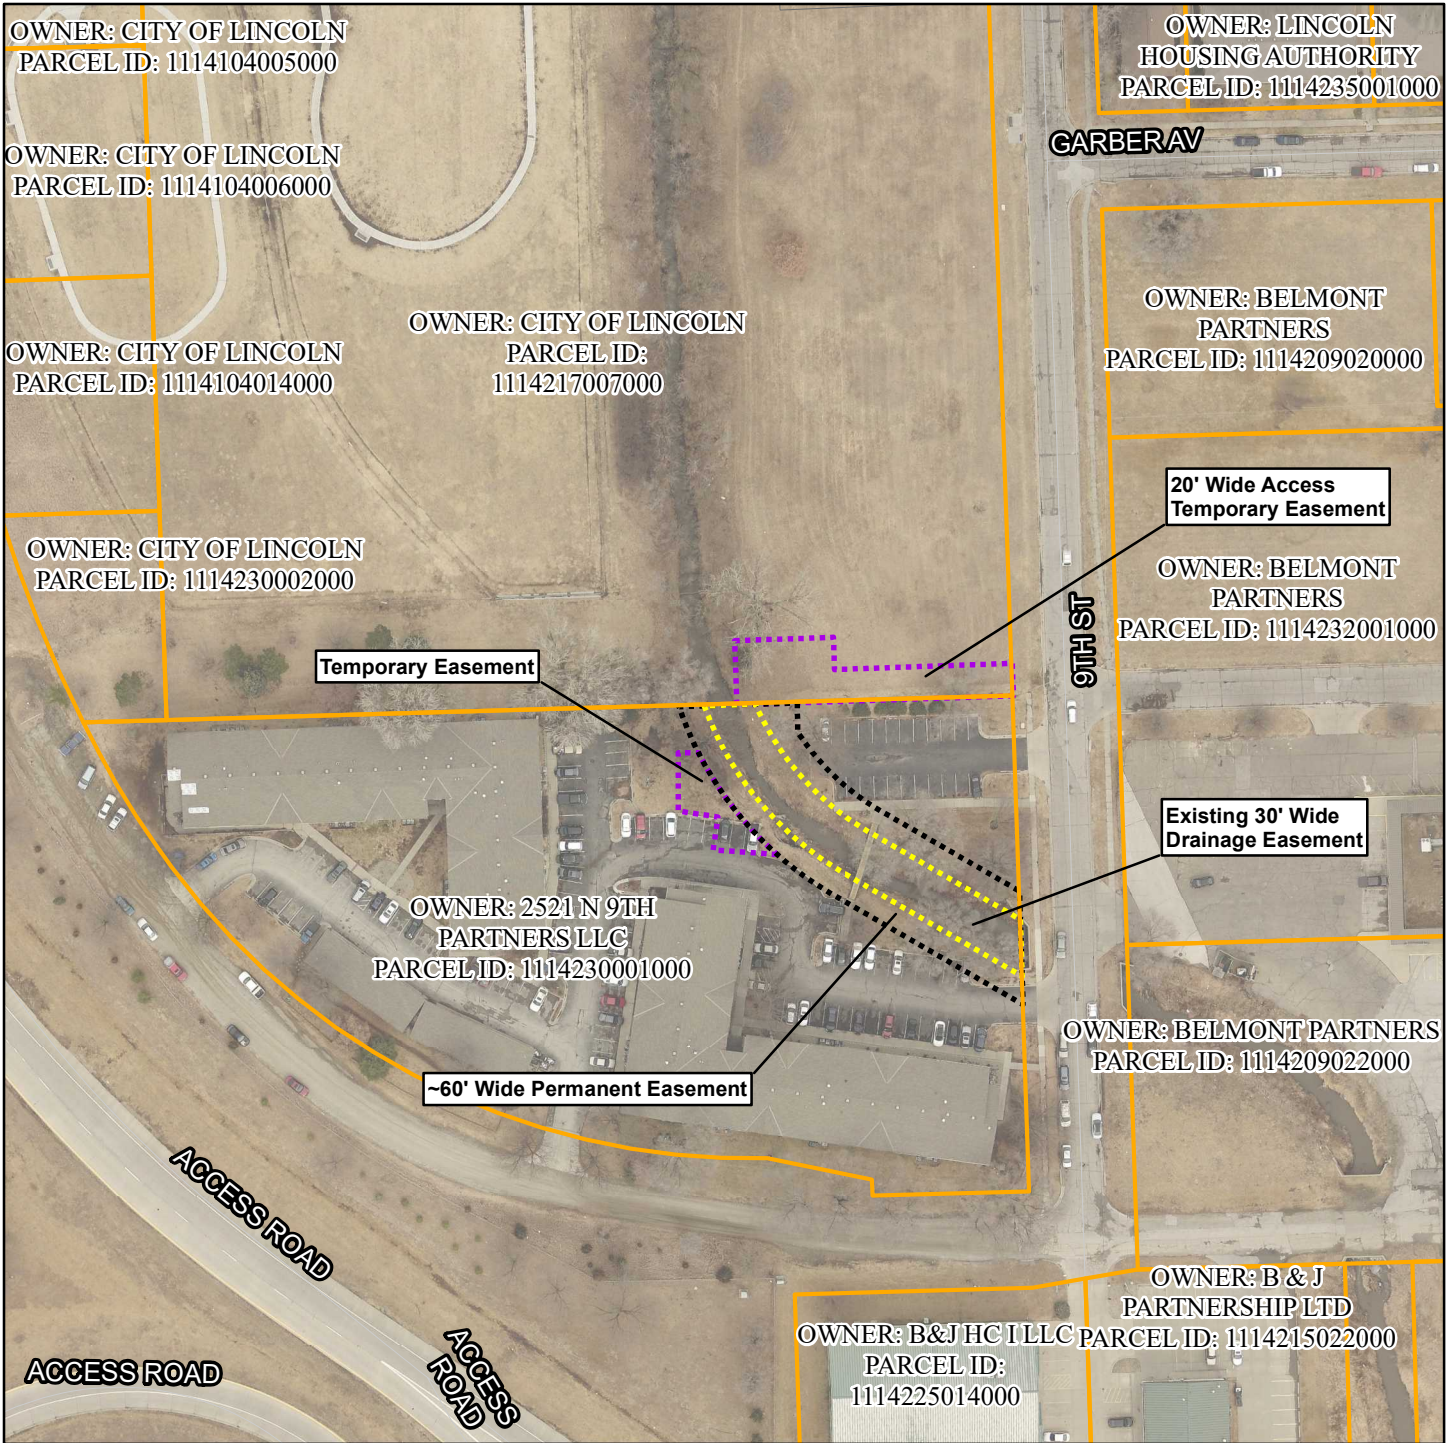 OWNER: CITY OF LINCOLN
PARCEL ID: 1114104005000
OWNER: LINCOLN
HOUSING AUTHORITY
PARCEL ID: 1114235001000
GARBER AV
OWNER: CITY OF LINCOLN
PARCEL ID: 1114104006000
OWNER: BELMONT
PARTNERS
PARCEL ID: 1114209020000
OWNER: CITY OF LINCOLN
PARCEL ID:
1114217007000
OWNER: CITY OF LINCOLN
PARCEL ID: 1114104014000
20' Wide Access
Temporary Easement
OWNER: CITY OF LINCOLN
PARCEL ID: 1114230002000
OWNER: BELMONT
PARTNERS
PARCEL ID: 1114232001000
9TH ST
Temporary Easement
Existing 30' Wide
Drainage Easement
OWNER: 2521 N 9TH
PARTNERS LLC
PARCEL ID: 1114230001000
OWNER: BELMONT PARTNERS
PARCEL ID: 1114209022000
~60' Wide Permanent Easement
ACCESS ROAD
OWNER: B & J
PARTNERSHIP LTD
PARCEL ID: 1114215022000
OWNER: B&J HC I LLC
PARCEL ID:
1114225014000
ACCESS ROAD
ACCESS
ROAD